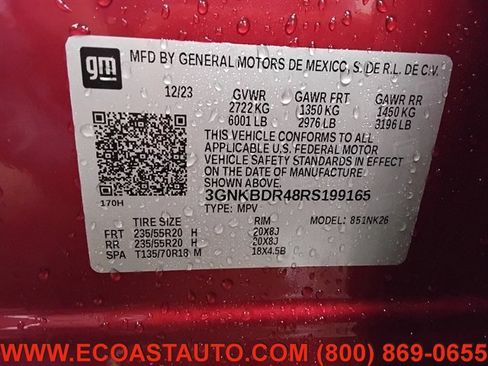 gm
MFD BY GENERAL MOTORS DE MEXICO, S. DE R.L. DE C.V.
12/23 GVWR GAWR FRT GAWR RR
2722 KG 1350 KG 1450 KG
6001 LB 2976 LB 3196 LB
THIS VEHICLE CONFORMS TO ALL
APPLICABLE U.S. FEDERAL MOTOR
VEHICLE SAFETY STANDARDS IN EFFECT
ON THE DATE OF MANUFACTURE
SHOWN ABOVE.
3GNKBDR48RS199165
170H TYPE: MPV MODEL: 851NK26
TIRE SIZE RIM
FRT 235/55R20 H 20X8J
RR 235/55R20 H 20X8J
SPA T135/70R18 M 18X4.5B
WWW.ECOASTAUTO.COM (800) 869-0655